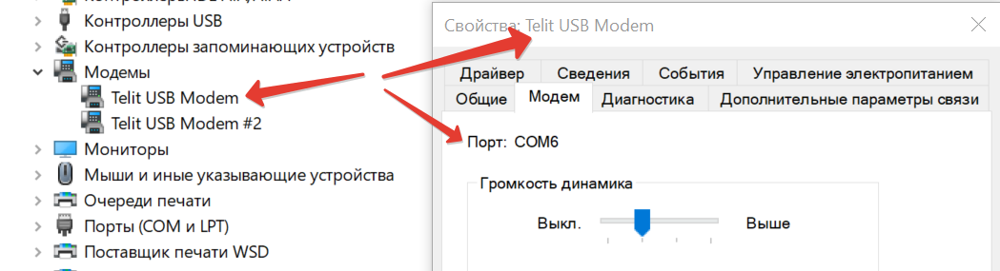 Контроллеры USB
Контроллеры запоминающих устройств
Модемы
Telit USB Modem
Telit USB Modem #2
Мониторы
Мыши и иные указывающие устройства
Очереди печати
Порты (COM и LPT)
Поставщик печати WSD
Свойства: Telit USB Modem
Драйвер Сведения События Управление электропитанием
Общие Модем Диагностика Дополнительные параметры связи
Порт: COM6
Громкость динамика
Выкл. Выше